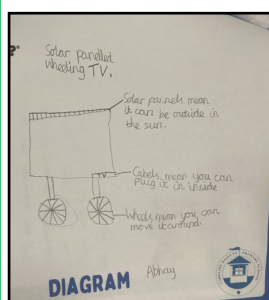 ?"
Solar panelled
wheeling TV.
Solar pannels mean
it can be outside in
the sun.
Cabels mean you can
Plug it in inside
Wheels mean you can
move it around.
DIAGRAM
Abhay